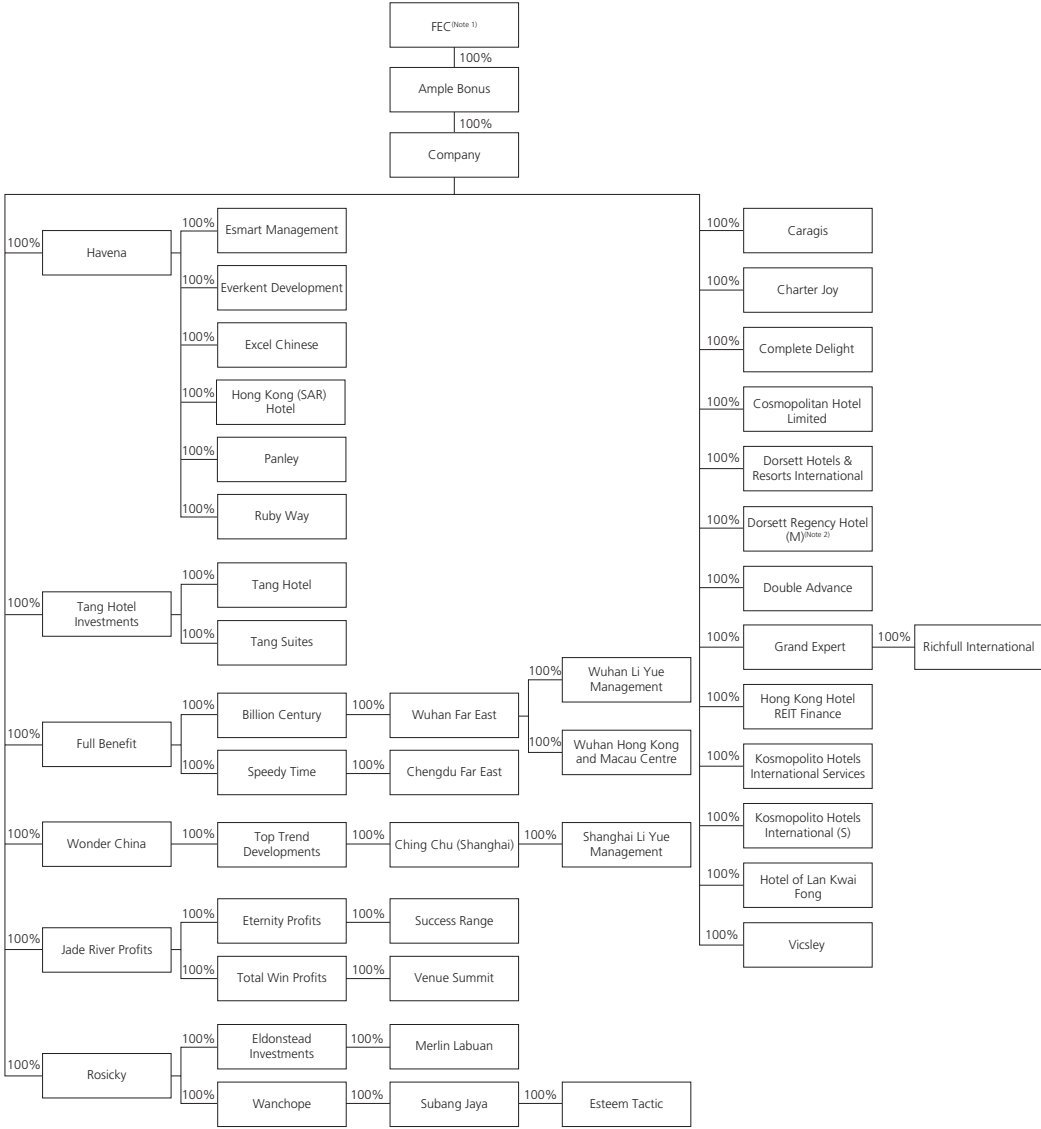 FEC(Note 1)
100%
Ample Bonus
100%
Company
100%
Havena
100%
Esmart Management
100%
Everkent Development
100%
Excel Chinese
100%
Hong Kong (SAR)
Hotel
100%
Panley
100%
Ruby Way
100%
Tang Hotel
Investments
100%
Tang Hotel
100%
Tang Suites
100%
Full Benefit
100%
Billion Century
100%
Wuhan Far East
100%
Wuhan Li Yue
Management
100%
Wuhan Hong Kong
and Macau Centre
100%
Speedy Time
100%
Chengdu Far East
100%
Wonder China
100%
Top Trend
Developments
100%
Ching Chu (Shanghai)
100%
Shanghai Li Yue
Management
100%
Jade River Profits
100%
Eternity Profits
100%
Success Range
100%
Total Win Profits
100%
Venue Summit
100%
Rosicky
100%
Eldonstead
Investments
100%
Merlin Labuan
100%
Wanchope
100%
Subang Jaya
100%
Esteem Tactic
100%
Caragis
100%
Charter Joy
100%
Complete Delight
100%
Cosmopolitan Hotel
Limited
100%
Dorsett Hotels &
Resorts International
100%
Dorsett Regency Hotel
(M)(Note 2)
100%
Double Advance
100%
Grand Expert
100%
Richfull International
100%
Hong Kong Hotel
REIT Finance
100%
Kosmopolito Hotels
International Services
100%
Kosmopolito Hotels
International (S)
100%
Hotel of Lan Kwai
Fong
100%
Vicsley